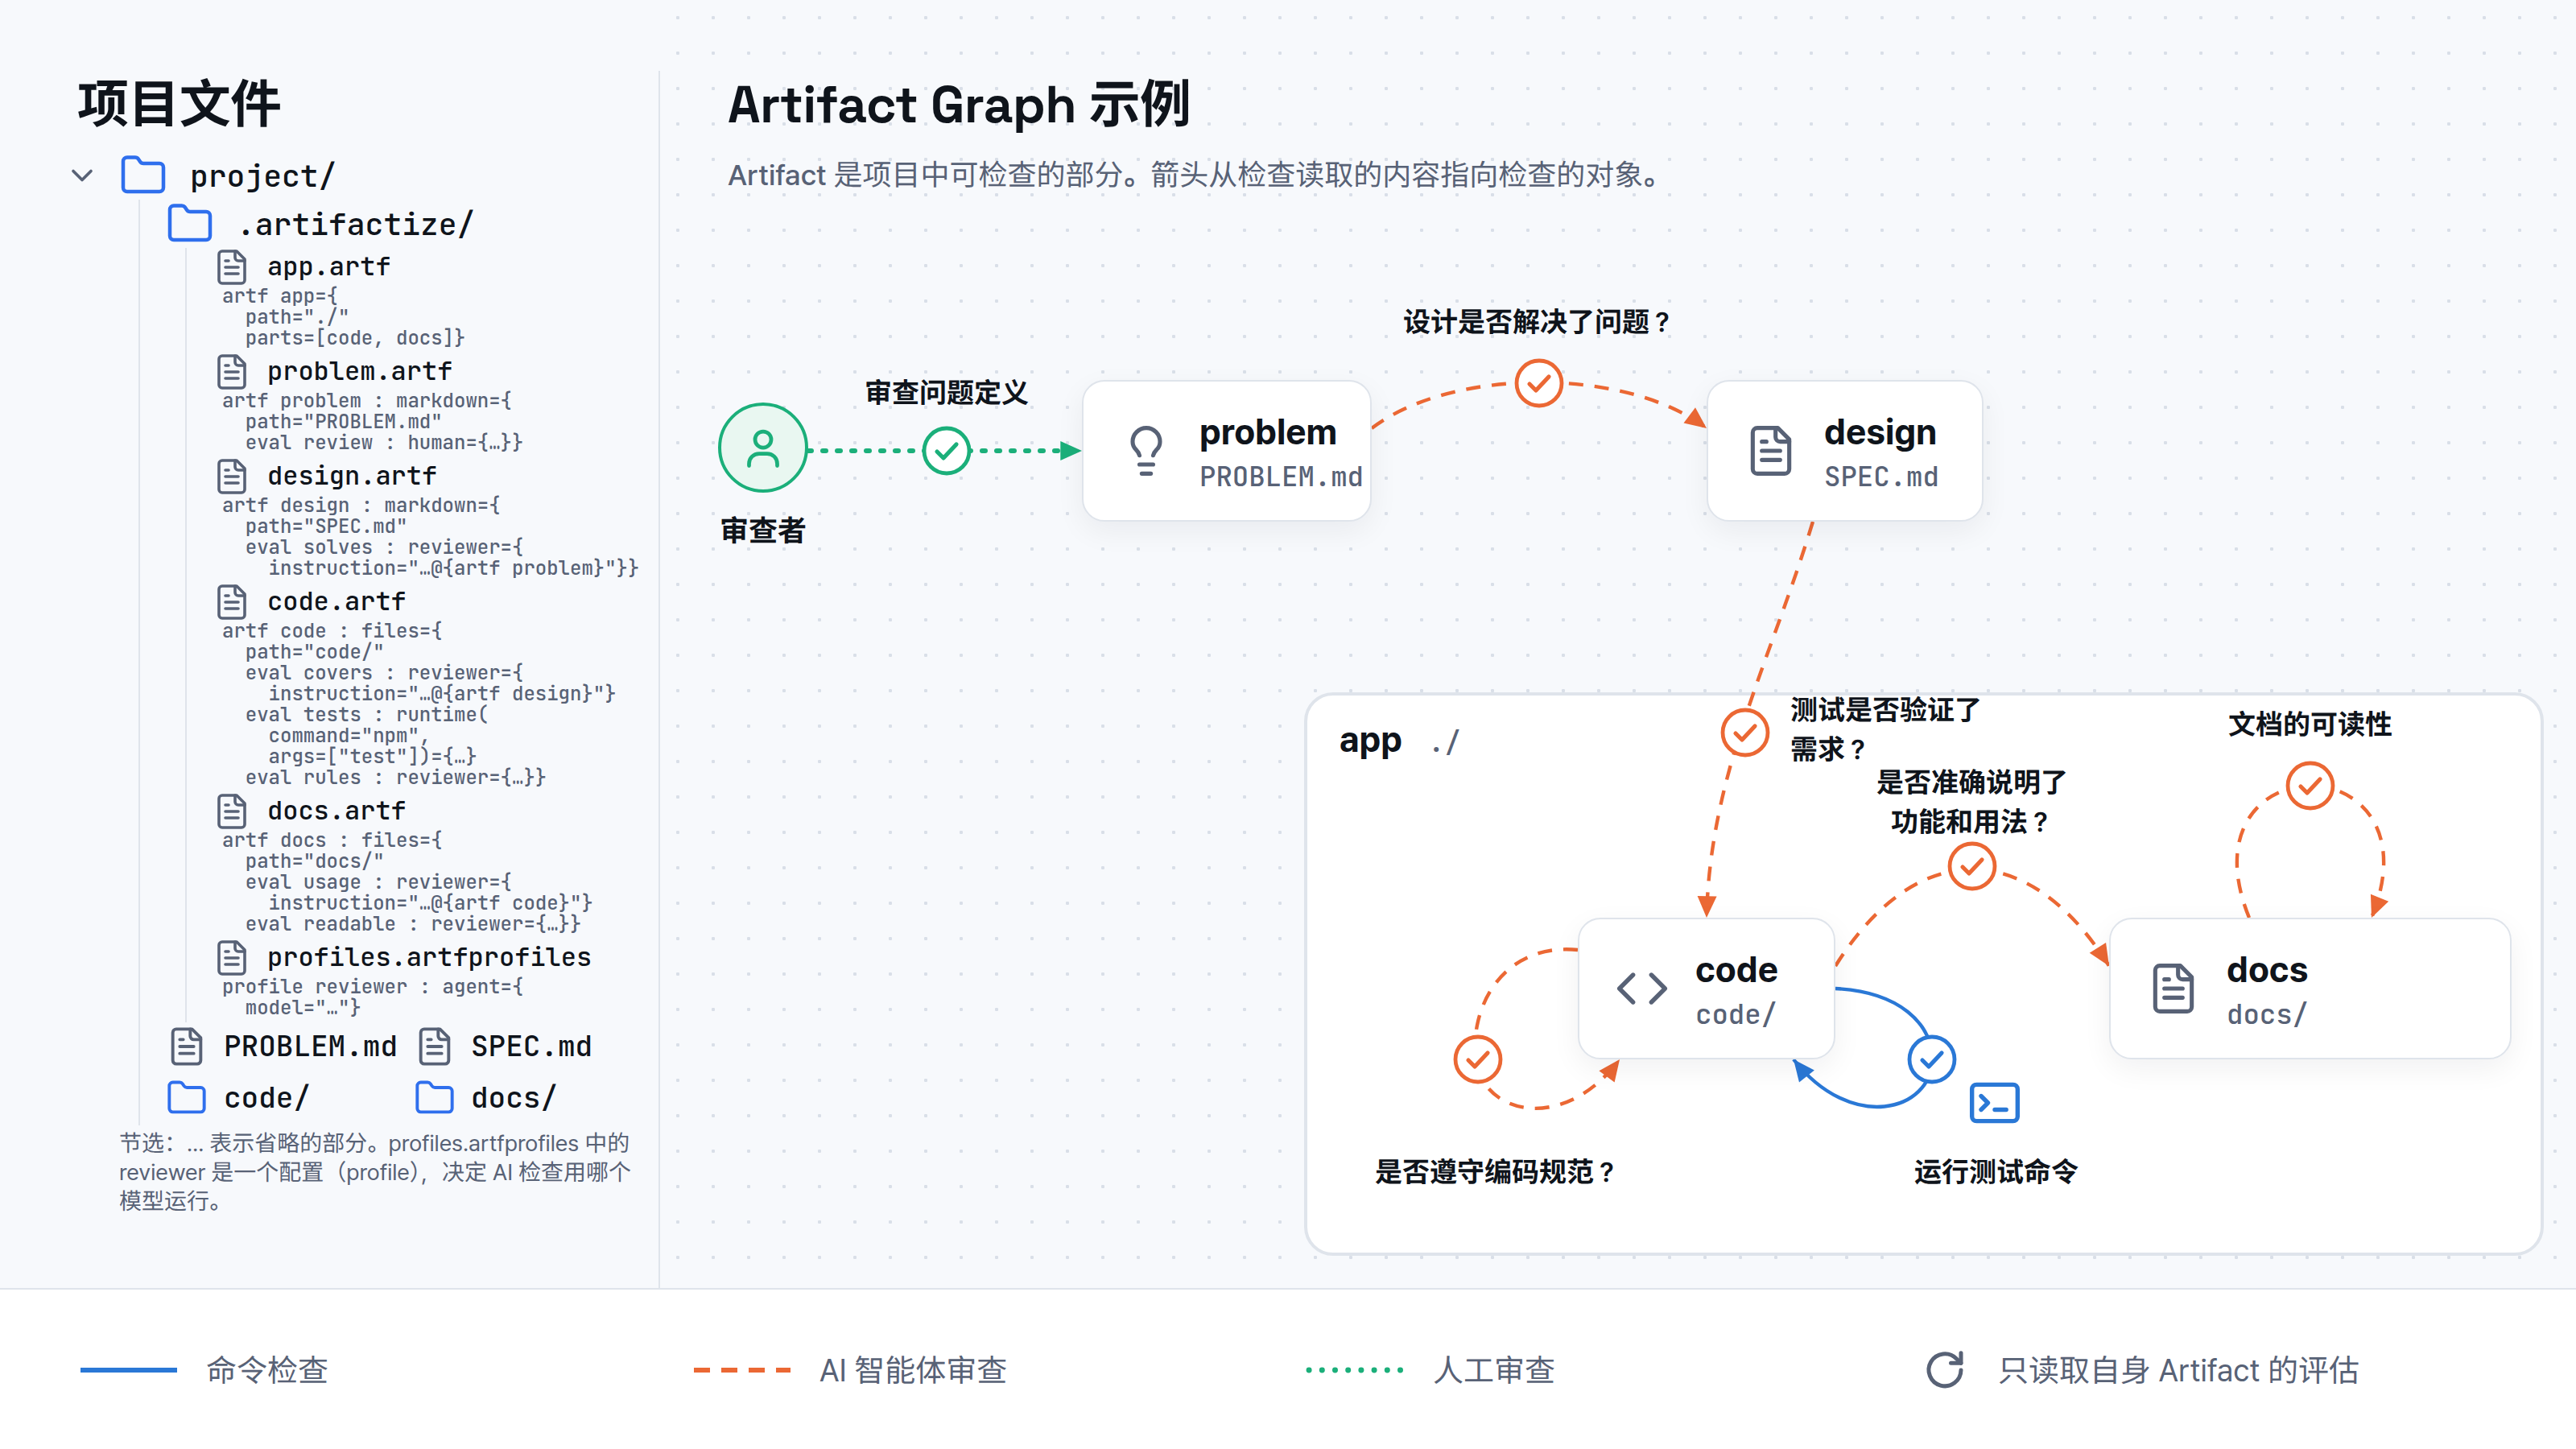 项目文件
project/
.artifactize/
app.artf
artf app={
path="./"
parts=[code, docs]}
problem.artf
artf problem : markdown={
path="PROBLEM.md"
eval review : human={…}}
design.artf
artf design : markdown={
path="SPEC.md"
eval solves : reviewer={
instruction="…@{artf problem}"}}
code.artf
artf code : files={
path="code/"
eval covers : reviewer={
instruction="…@{artf design}"}
eval tests : runtime(
command="npm",
args=["test"])={…}
eval rules : reviewer={…}}
docs.artf
artf docs : files={
path="docs/"
eval usage : reviewer={
instruction="…@{artf code}"}
eval readable : reviewer={…}}
profiles.artfprofiles
profile reviewer : agent={
model="…"}
PROBLEM.md SPEC.md
code/ docs/
节选：… 表示省略的部分。profiles.artfprofiles 中的
reviewer 是一个配置（profile），决定 AI 检查用哪个
模型运行。
Artifact Graph 示例
Artifact 是项目中可检查的部分。箭头从检查读取的内容指向检查的对象。
审查者
审查问题定义
problem
PROBLEM.md
设计是否解决了问题？
design
SPEC.md
app ./
测试是否验证了
需求？
是否准确说明了
功能和用法？
文档的可读性
code
code/
docs
docs/
是否遵守编码规范？
运行测试命令
命令检查
AI 智能体审查
人工审查
只读取自身 Artifact 的评估